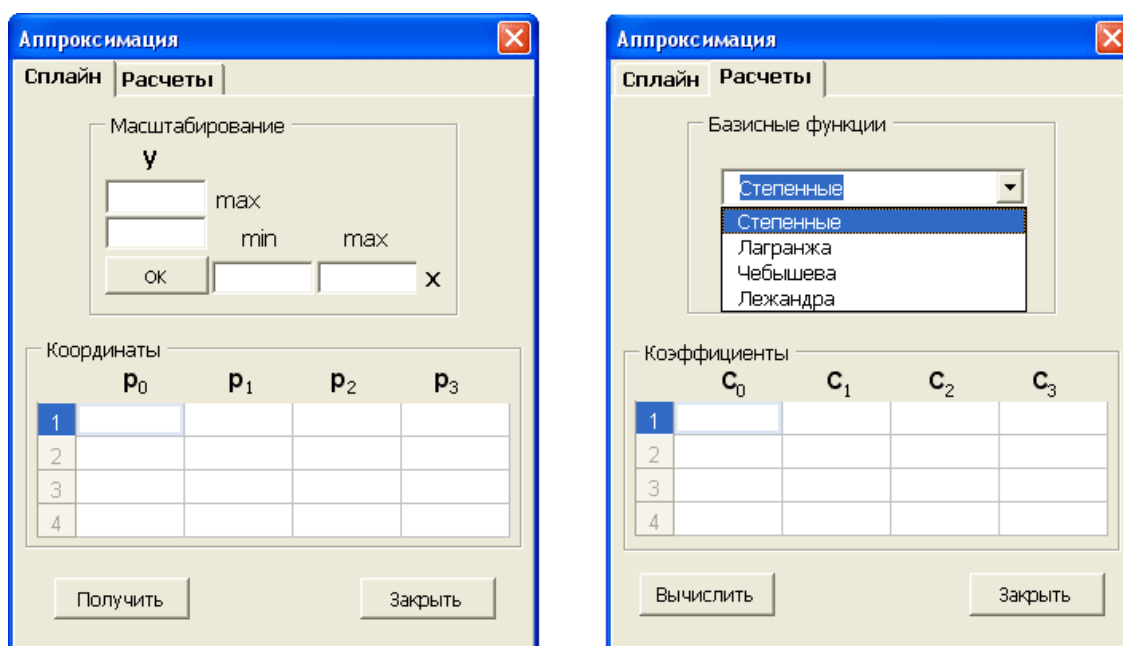 Аппроксимация
Сплайн Расчеты
Масштабирование
y
max
min max
ОК x
Координаты
p0 p1 p2 p3
1
2
3
4
Получить Закрыть
Аппроксимация
Сплайн Расчеты
Базисные функции
Степенные
Степенные
Лагранжа
Чебышева
Лежандра
Коэффициенты
C0 C1 C2 C3
1
2
3
4
Вычислить Закрыть